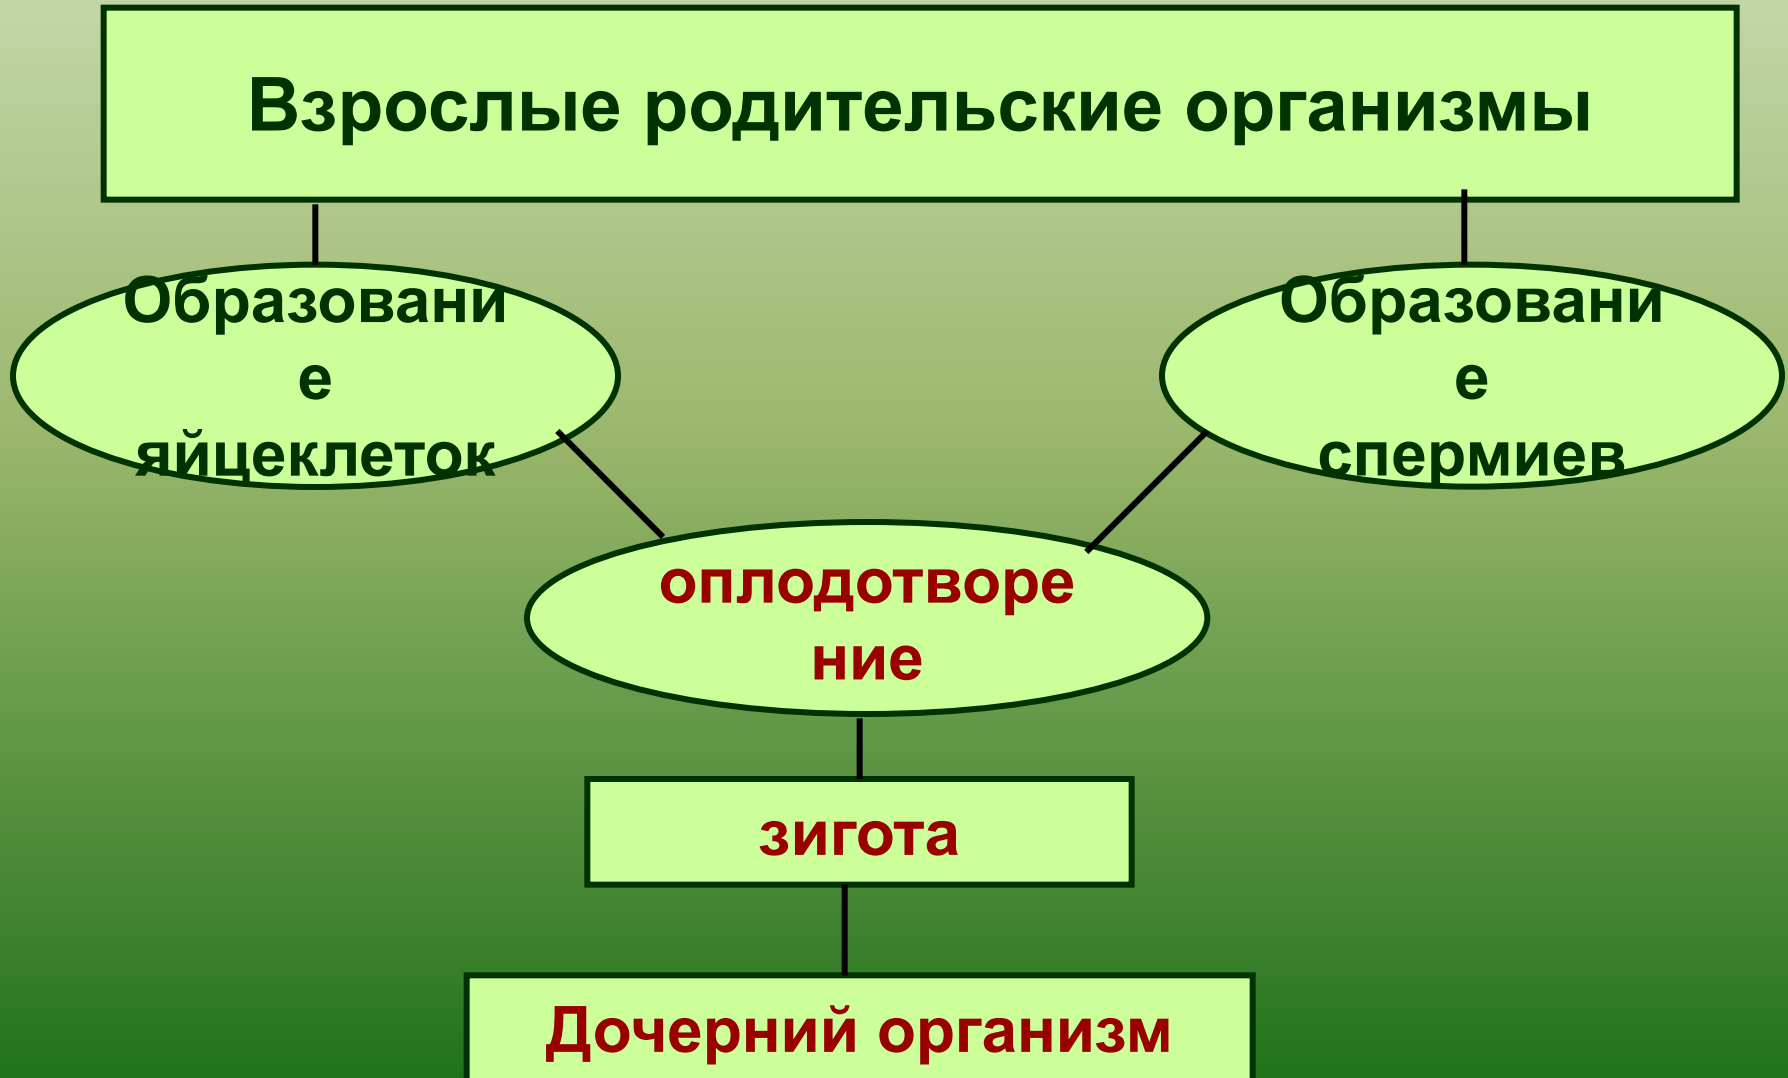 Взрослые родительские организмы
Образовани
е
яйцеклеток
Образовани
е
спермиев
оплодотворе
ние
зигота
Дочерний организм